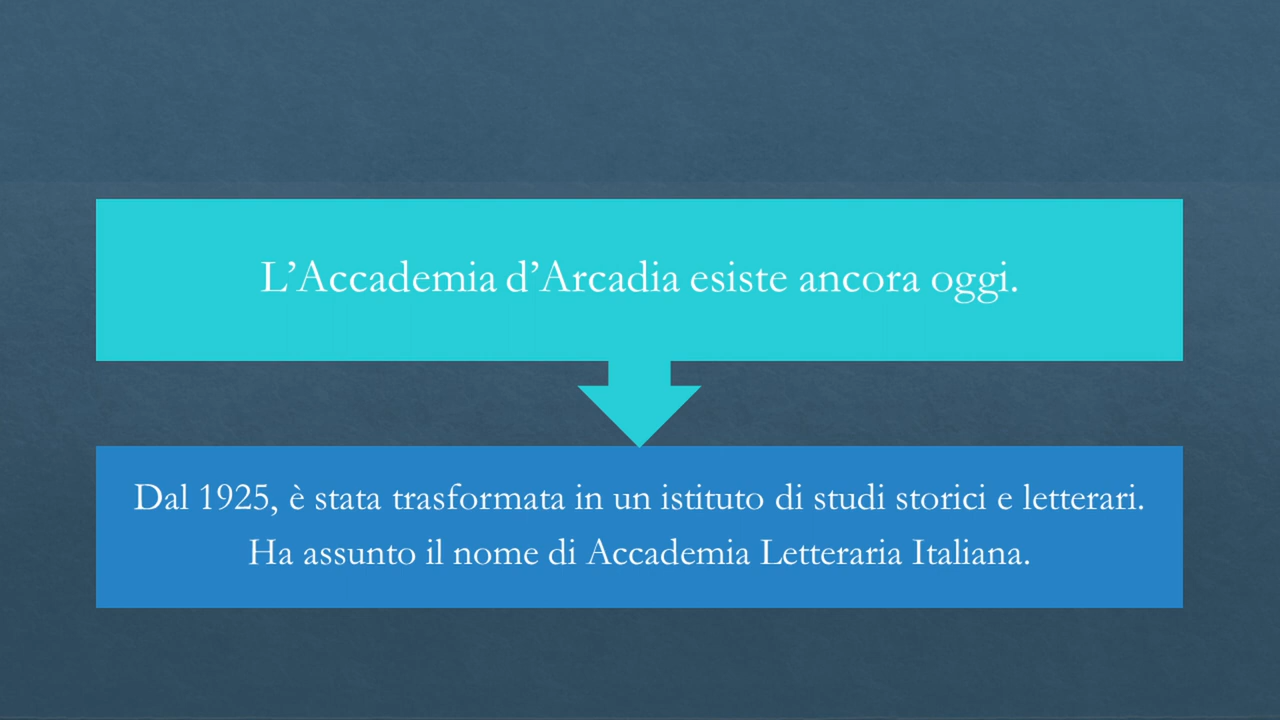 L’Accademia d’Arcadia esiste ancora oggi.
Dal 1925, è stata trasformata in un istituto di studi storici e letterari.
Ha assunto il nome di Accademia Letteraria Italiana.